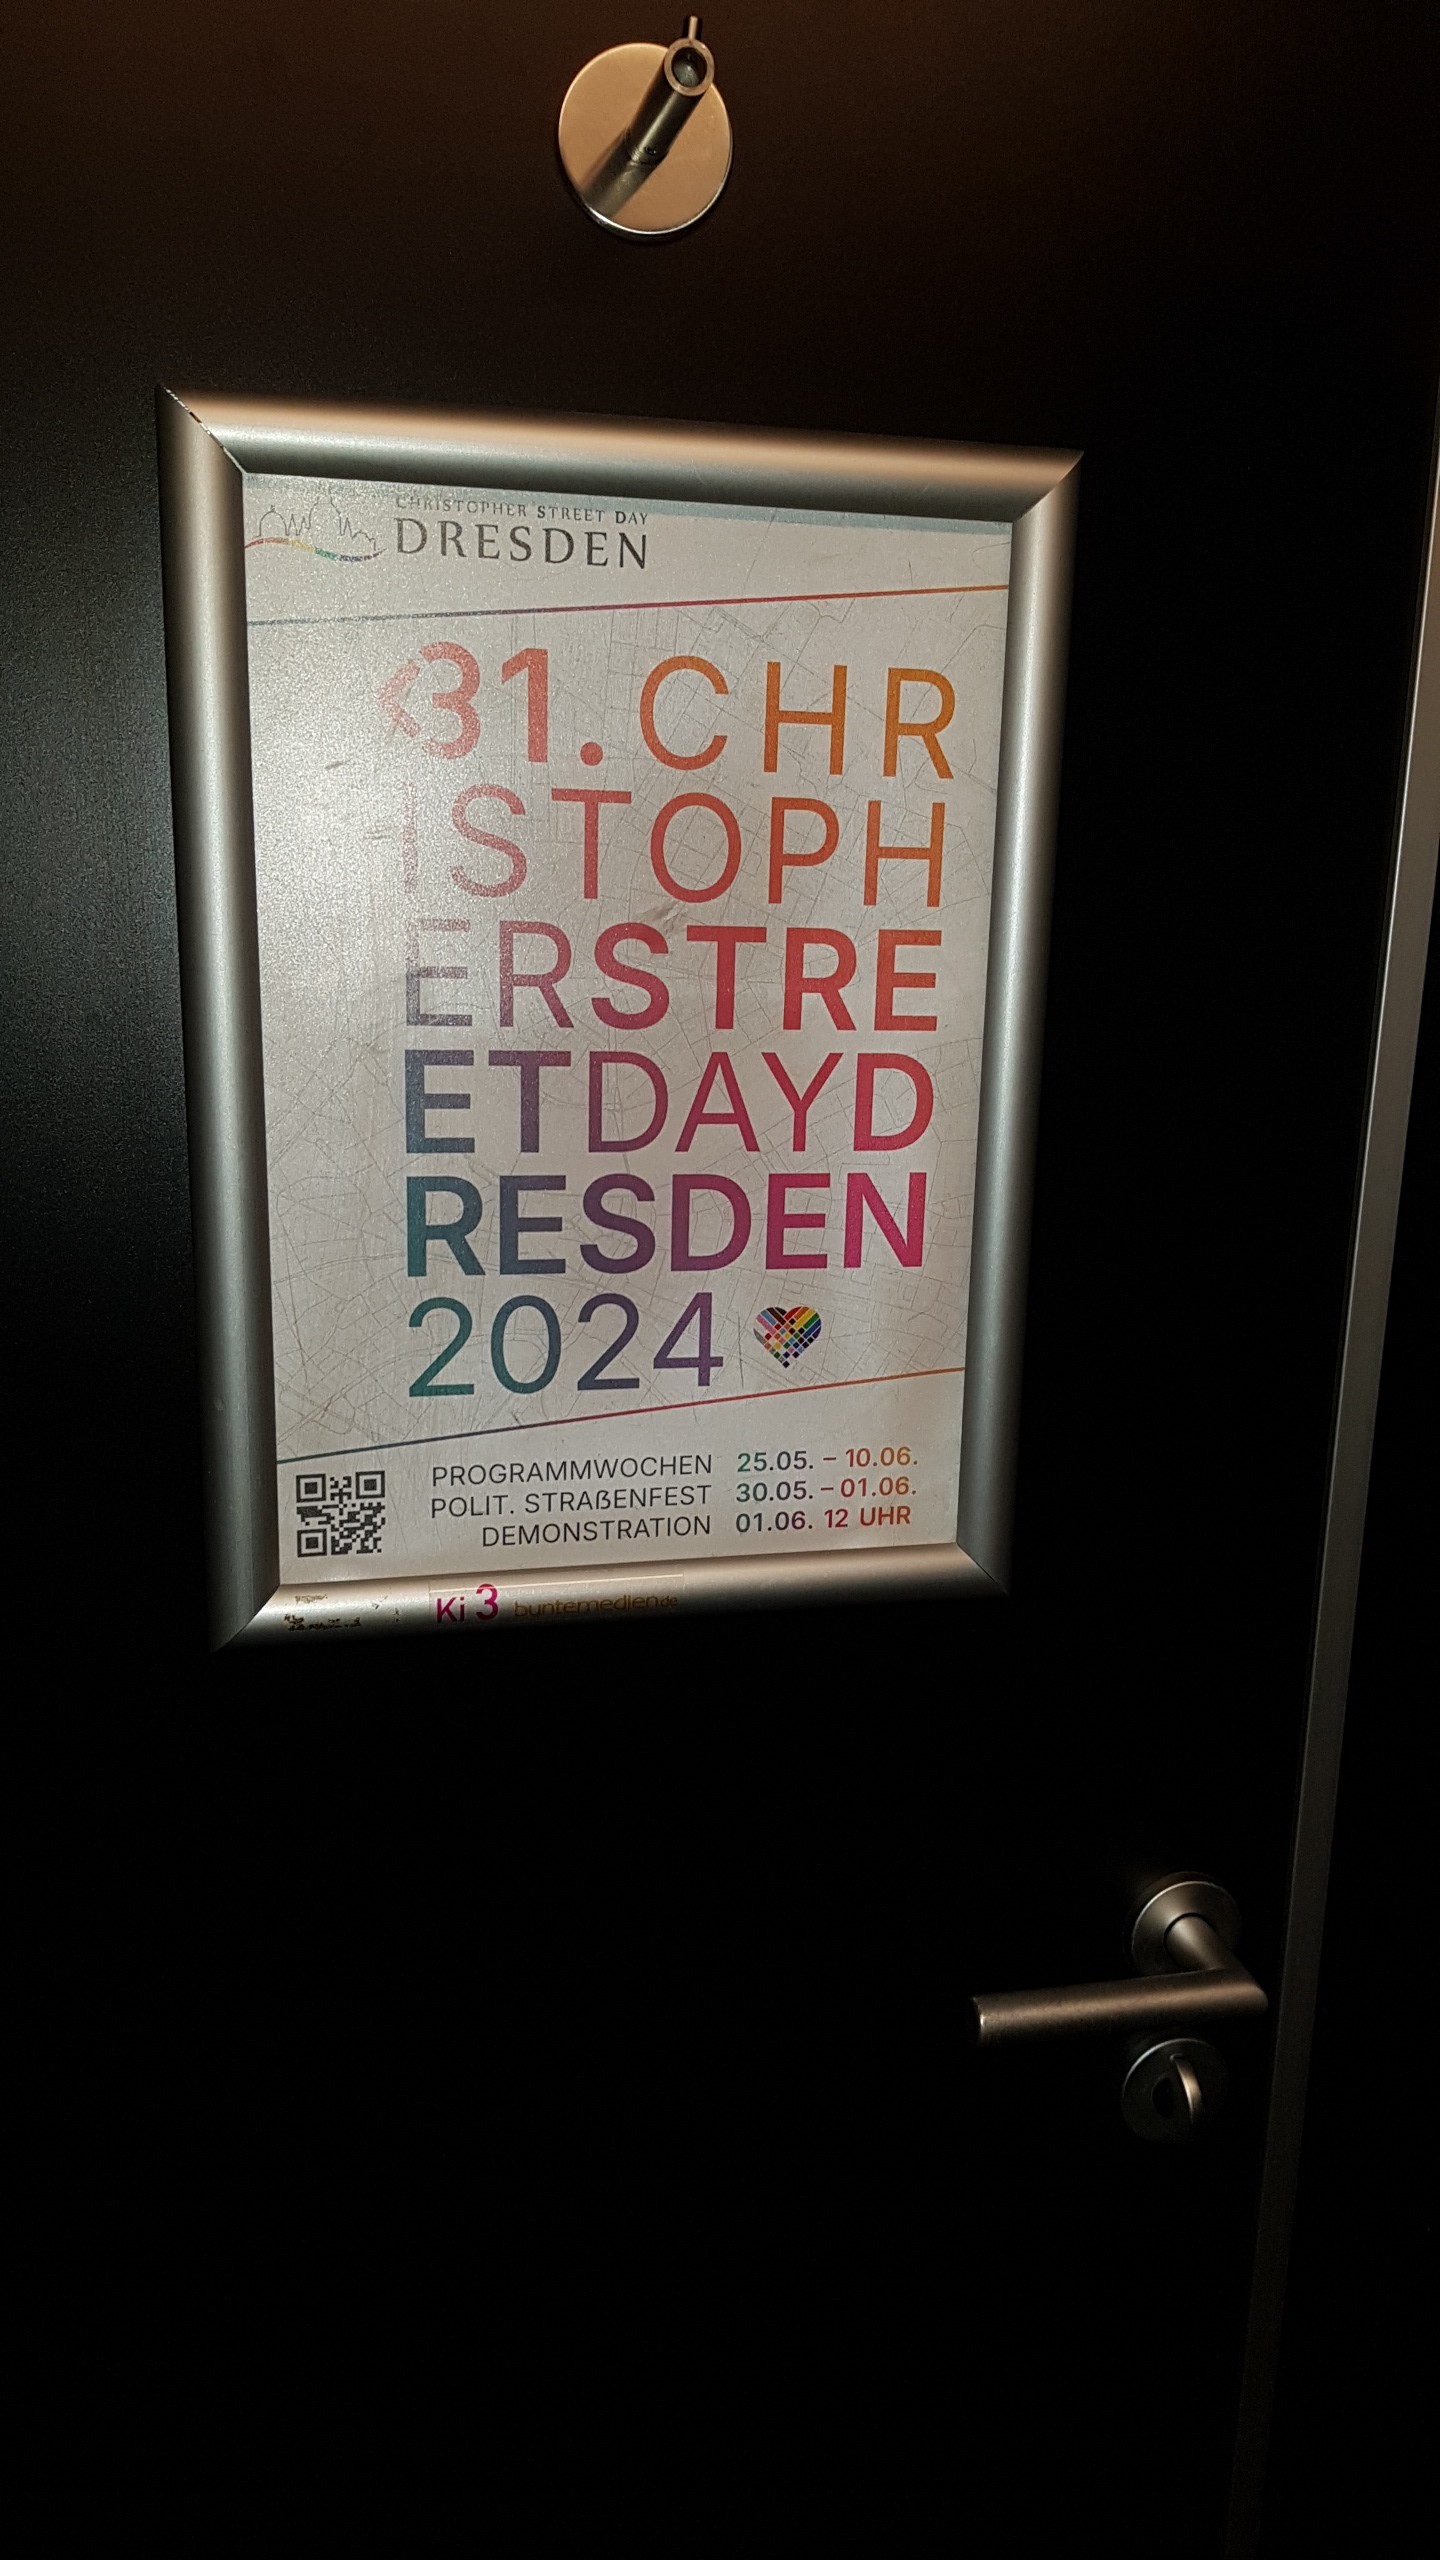 CHRISTOPHER STREET DAY
DRESDEN
31. CHR
ISTOPH
ERSTRE
ETDAYD
RESDEN
2024
PROGRAMMWOCHEN 25.05. – 10.06.
POLIT. STRAßENFEST 30.05. – 01.06.
DEMONSTRATION 01.06. 12 UHR
Ki 3 buntemedien.de